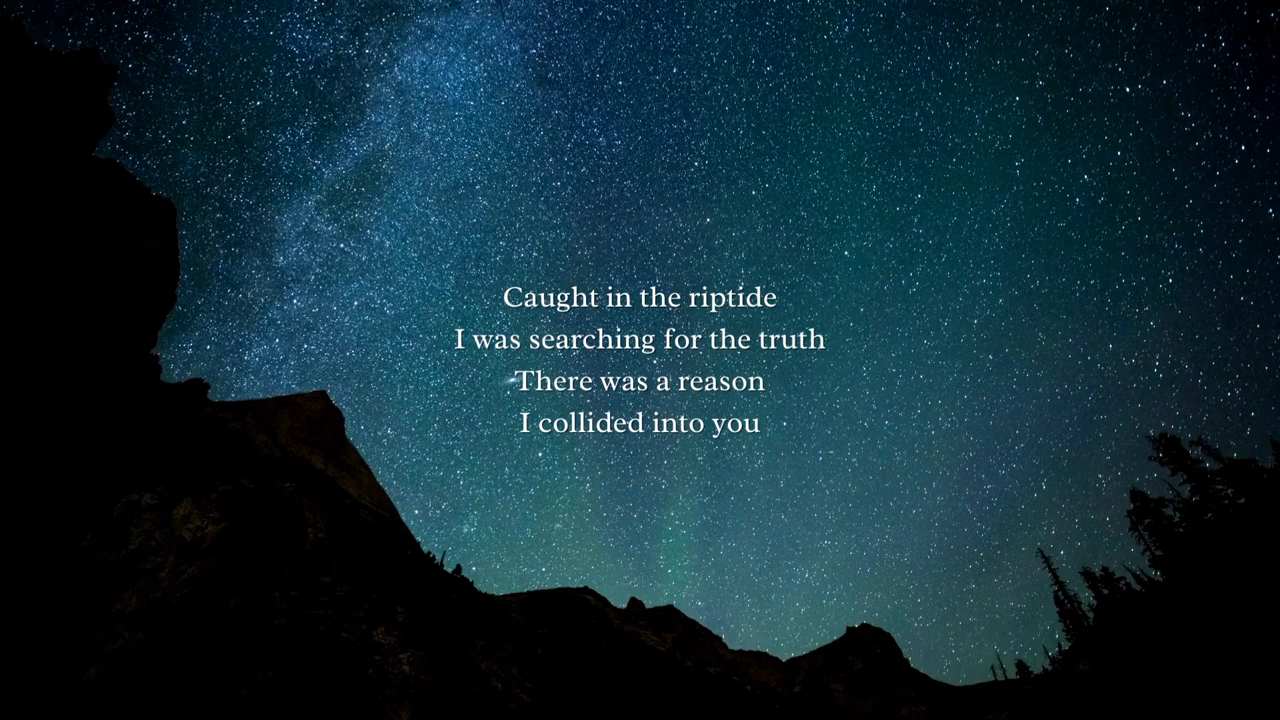 Caught in the riptide
I was searching for the truth
There was a reason
I collided into you